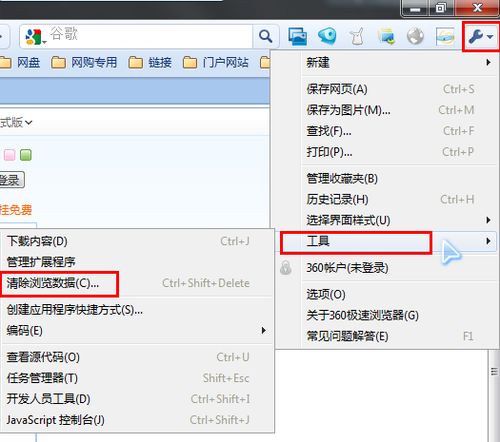 谷歌
网盘 网购专用 链接 门户网站
新建
保存网页(A) Ctrl+S
保存为图片(M)... Ctrl+M
查找(F)... Ctrl+F
打印(P)... Ctrl+P
管理收藏夹(B)
历史记录(H) Ctrl+H
选择界面样式(U)
工具
360帐户(未登录)
选项(O)
关于360极速浏览器(G)
常见问题解答(E) F1
式版
登录
挂免费
下载内容(D) Ctrl+J
管理扩展程序
清除浏览数据(C)... Ctrl+Shift+Delete
创建应用程序快捷方式(S)...
编码(E)
查看源代码(O) Ctrl+U
任务管理器(T) Shift+Esc
开发人员工具(D) Ctrl+Shift+I
JavaScript 控制台(J) Ctrl+Shift+J